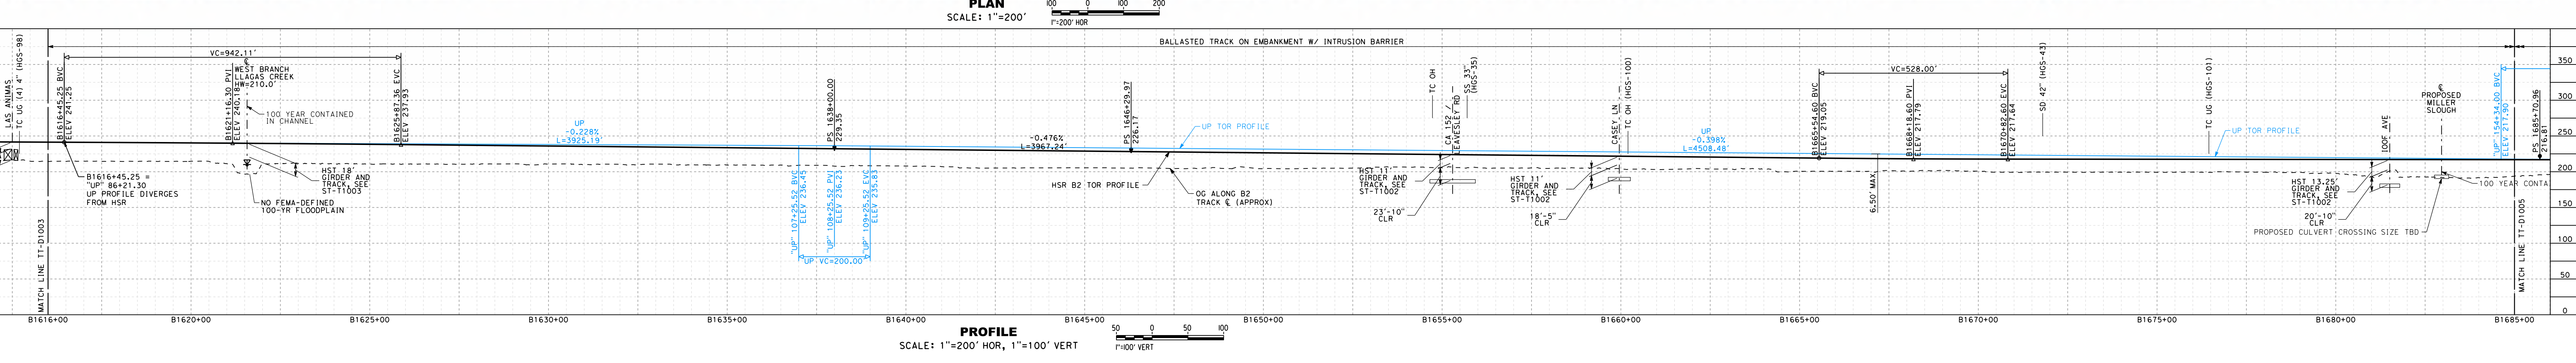 PLAN
SCALE: 1"=200'
100 0 100 200
1"=200' HOR
BALLASTED TRACK ON EMBANKMENT W/ INTRUSION BARRIER
LAS ANIMAS
TC UG (4) 4" (HGS-98)
B1616+45.25 BVC
ELEV 241.25
VC=942.11'
B1621+16.30 PVI
ELEV 240.18
℄
WEST BRANCH
LLAGAS CREEK
HW=210.0'
100 YEAR CONTAINED
IN CHANNEL
B1625+87.36 EVC
ELEV 237.93
B1616+45.25 =
"UP" 86+21.30
UP PROFILE DIVERGES
FROM HSR
NO FEMA-DEFINED
100-YR FLOODPLAIN
HST 18'
GIRDER AND
TRACK, SEE
ST-T1003
MATCH LINE TT-D1003
UP
-0.228%
L=3925.19'
"UP" 107+25.52 BVC
ELEV 236.45
"UP" 108+25.52 PVI
ELEV 236.23
"UP" 109+25.52 EVC
ELEV 235.83
UP VC=200.00'
PS 1638+00.00
229.55
-0.476%
L=3967.24'
PS 1646+29.97
226.17
UP TOR PROFILE
HSR B2 TOR PROFILE
OG ALONG B2
TRACK ℄ (APPROX)
TC OH
CA 152 /
LEAVESLEY RD
SS 33"
(HGS-35)
HST 11'
GIRDER AND
TRACK, SEE
ST-T1002
23'-10"
CLR
CASEY LN
TC OH (HGS-100)
HST 11'
GIRDER AND
TRACK, SEE
ST-T1002
18'-5"
CLR
UP
-0.398%
L=4508.48'
B1665+54.60 BVC
ELEV 219.05
VC=528.00'
B1668+18.60 PVI
ELEV 217.79
B1670+82.60 EVC
ELEV 217.64
6.50' MAX.
SD 42" (HGS-43)
TC UG (HGS-101)
UP TOR PROFILE
IOOF AVE
HST 13.25'
GIRDER AND
TRACK, SEE
ST-T1002
20'-10"
CLR
℄
PROPOSED
MILLER
SLOUGH
100 YEAR CONTA
PROPOSED CULVERT CROSSING SIZE TBD
"UP" 154+34.00 BVC
ELEV 217.90
PS 1685+70.96
216.81
MATCH LINE TT-D1005
350
300
250
200
150
100
50
0
B1616+00 B1620+00 B1625+00 B1630+00 B1635+00 B1640+00 B1645+00 B1650+00 B1655+00 B1660+00 B1665+00 B1670+00 B1675+00 B1680+00 B1685+00
PROFILE
SCALE: 1"=200' HOR, 1"=100' VERT
50 0 50 100
1"=100' VERT